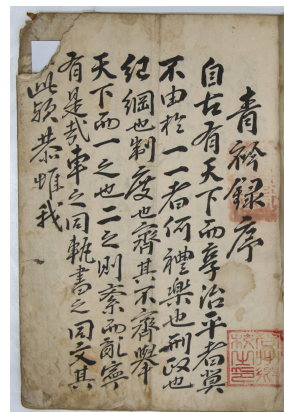 青衿錄序
自古有天下而享治平者莫
不由於一一者何禮樂也刑政也
紀綱也制度也齊其不齊舉
天下而一之也二之則紊而亂寧
有是哉車之同軌書之同文其
此歟恭惟我